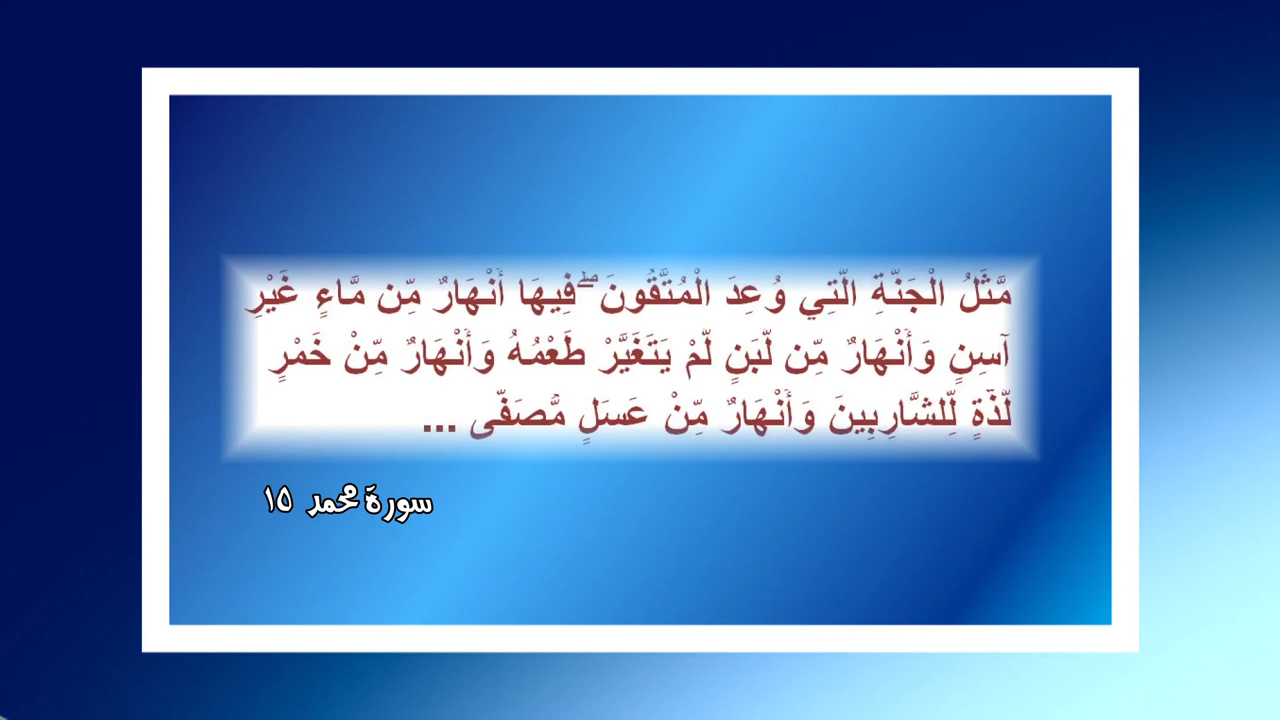 مَّثَلُ الْجَنَّةِ الَّتِي وُعِدَ الْمُتَّقُونَ ۖ فِيهَا أَنْهَارٌ مِّن مَّاءٍ غَيْرِ
آسِنٍ وَأَنْهَارٌ مِّن لَّبَنٍ لَّمْ يَتَغَيَّرْ طَعْمُهُ وَأَنْهَارٌ مِّنْ خَمْرٍ
لَّذَّةٍ لِّلشَّارِبِينَ وَأَنْهَارٌ مِّنْ عَسَلٍ مُّصَفًّى ...
سورة محمد ١٥